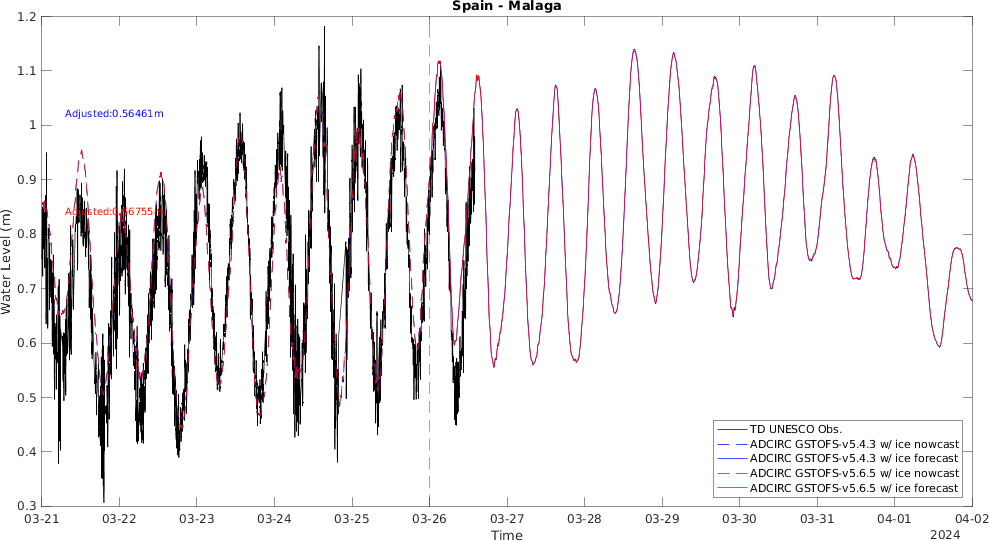 Spain - Malaga
1.2
1.1
1
0.9
0.8
0.7
0.6
0.5
0.4
0.3
Water Level (m)
Adjusted:0.56461m
Adjusted:0.56755m
TD UNESCO Obs.
ADCIRC GSTOFS-v5.4.3 w/ ice nowcast
ADCIRC GSTOFS-v5.4.3 w/ ice forecast
ADCIRC GSTOFS-v5.6.5 w/ ice nowcast
ADCIRC GSTOFS-v5.6.5 w/ ice forecast
03-21 03-22 03-23 03-24 03-25 03-26 03-27 03-28 03-29 03-30 03-31 04-01 04-02
Time
2024